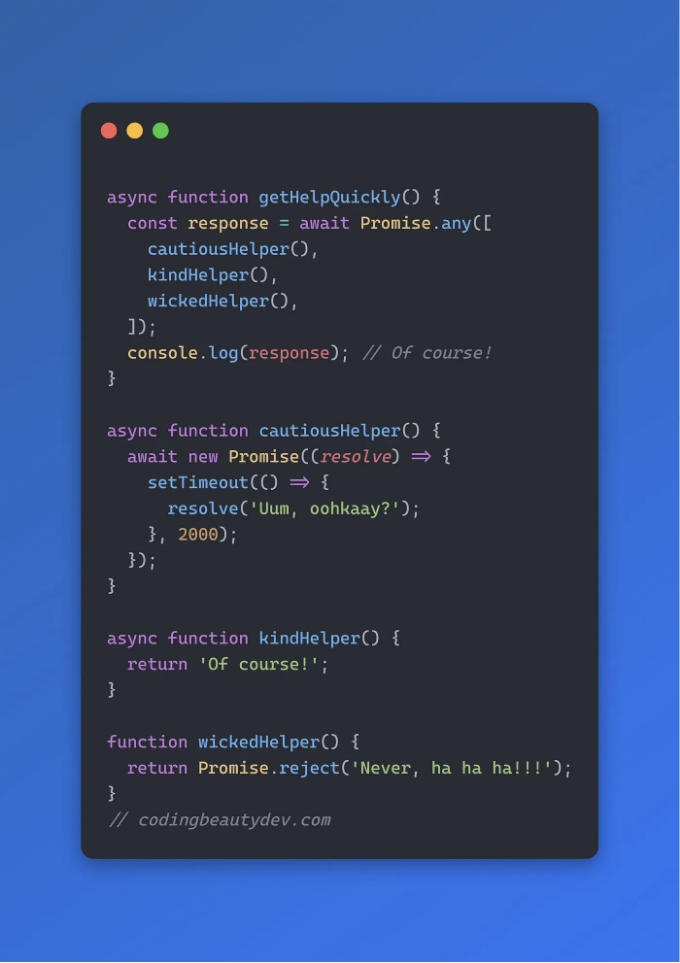 async function getHelpQuickly() {
  const response = await Promise.any([
    cautiousHelper(),
    kindHelper(),
    wickedHelper(),
  ]);
  console.log(response); // Of course!
}

async function cautiousHelper() {
  await new Promise((resolve) => {
    setTimeout(() => {
      resolve('Uum, oohkaay?');
    }, 2000);
  });
}

async function kindHelper() {
  return 'Of course!';
}

function wickedHelper() {
  return Promise.reject('Never, ha ha ha!!!');
}
// codingbeautydev.com